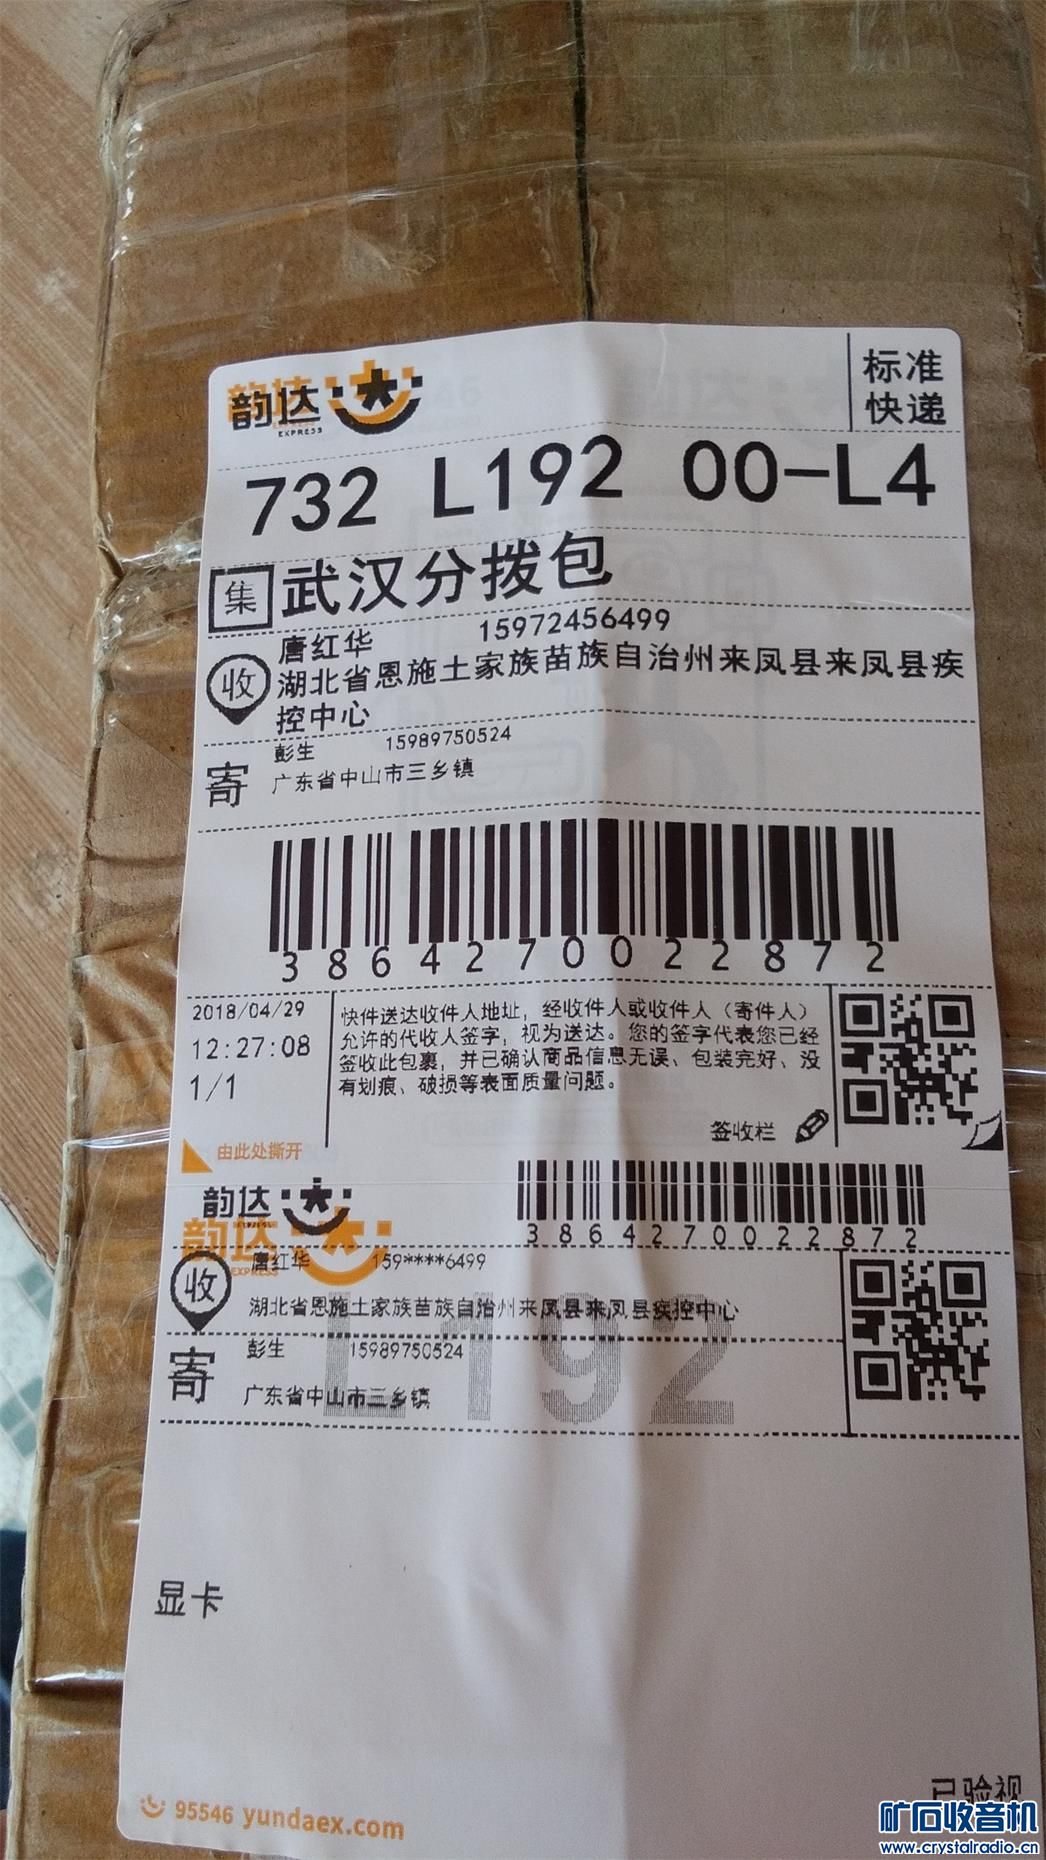 韵达
EXPRESS
标准
快递
732 L192 00-L4
集 武汉分拨包
收
唐红华 15972456499
湖北省恩施土家族苗族自治州来凤县来凤县疾
控中心
寄
彭生 15989750524
广东省中山市三乡镇
3864270022872
2018/04/29
12:27:08
1/1
快件送达收件人地址，经收件人或收件人（寄件人）
允许的代收人签字，视为送达。您的签字代表您已经
签收此包裹，并已确认商品信息无误、包装完好、没
有划痕、破损等表面质量问题。
签收栏
由此处撕开
韵达
EXPRESS
3864270022872
收
唐红华 159****6499
湖北省恩施土家族苗族自治州来凤县来凤县疾控中心
寄
彭生 15989750524
广东省中山市三乡镇
L192
显卡
已验视
95546 yundaex.com
矿石收音机
www.crystalradio.cn